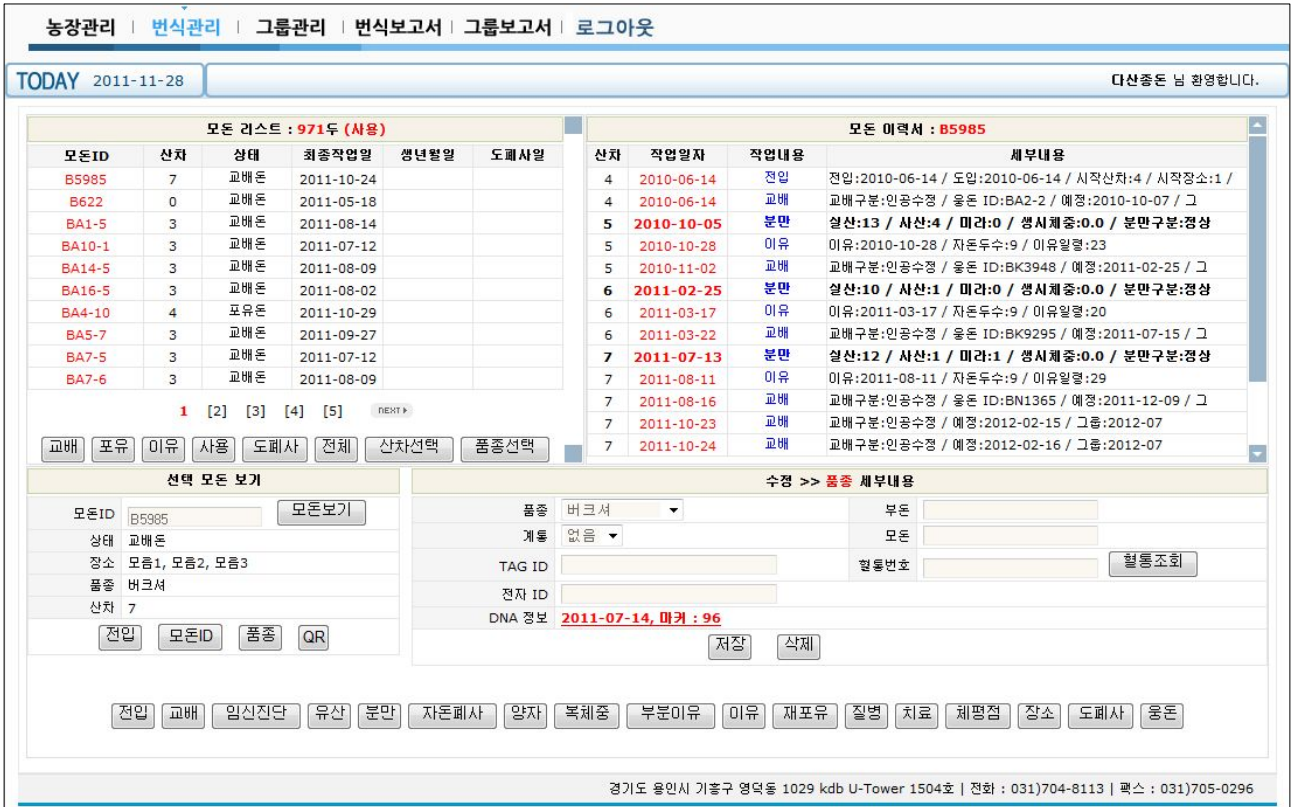 농장관리 | 번식관리 | 그룹관리 | 번식보고서 | 그룹보고서 | 로그아웃
TODAY 2011-11-28 다산종돈 님 환영합니다.
모돈 리스트 : 971두 (사용)
모돈ID 산차 상태 최종작업일 생년월일 도폐사일
B5985 7 교배돈 2011-10-24
B622 0 교배돈 2011-05-18
BA1-5 3 교배돈 2011-08-14
BA10-1 3 교배돈 2011-07-12
BA14-5 3 교배돈 2011-08-09
BA16-5 3 교배돈 2011-08-02
BA4-10 4 포유돈 2011-10-29
BA5-7 3 교배돈 2011-09-27
BA7-5 3 교배돈 2011-07-12
BA7-6 3 교배돈 2011-08-09
1 [2] [3] [4] [5] NEXT
교배 포유 이유 사용 도폐사 전체 산차선택 품종선택
모돈 이력서 : B5985
산차 작업일자 작업내용 세부내용
4 2010-06-14 전입 전입:2010-06-14 / 도입:2010-06-14 / 시작산차:4 / 시작장소:1 /
4 2010-06-14 교배 교배구분:인공수정 / 웅돈 ID:BA2-2 / 예정:2010-10-07 / 그
5 2010-10-05 분만 실산:13 / 사산:4 / 미라:0 / 생시체중:0.0 / 분만구분:정상
5 2010-10-28 이유 이유:2010-10-28 / 자돈두수:9 / 이유일령:23
5 2010-11-02 교배 교배구분:인공수정 / 웅돈 ID:BK3948 / 예정:2011-02-25 / 그
6 2011-02-25 분만 실산:10 / 사산:1 / 미라:0 / 생시체중:0.0 / 분만구분:정상
6 2011-03-17 이유 이유:2011-03-17 / 자돈두수:9 / 이유일령:20
6 2011-03-22 교배 교배구분:인공수정 / 웅돈 ID:BK9295 / 예정:2011-07-15 / 그
7 2011-07-13 분만 실산:12 / 사산:1 / 미라:1 / 생시체중:0.0 / 분만구분:정상
7 2011-08-11 이유 이유:2011-08-11 / 자돈두수:9 / 이유일령:29
7 2011-08-16 교배 교배구분:인공수정 / 웅돈 ID:BN1365 / 예정:2011-12-09 / 그
7 2011-10-23 교배 교배구분:인공수정 / 예정:2012-02-15 / 그룹:2012-07
7 2011-10-24 교배 교배구분:인공수정 / 예정:2012-02-16 / 그룹:2012-07
선택 모돈 보기
모돈ID B5985 모돈보기
상태 교배돈
장소 모음1, 모음2, 모음3
품종 버크셔
산차 7
전입 모돈ID 품종 QR
수정 >> 품종 세부내용
품종 버크셔 부돈
계통 없음 모돈
TAG ID 혈통번호 혈통조회
전자 ID
DNA 정보 2011-07-14, 마커 : 96
저장 삭제
전입 교배 임신진단 유산 분만 자돈폐사 양자 복체중 부분이유 이유 재포유 질병 치료 체평점 장소 도폐사 웅돈
경기도 용인시 기흥구 영덕동 1029 kdb U-Tower 1504호 | 전화 : 031)704-8113 | 팩스 : 031)705-0296